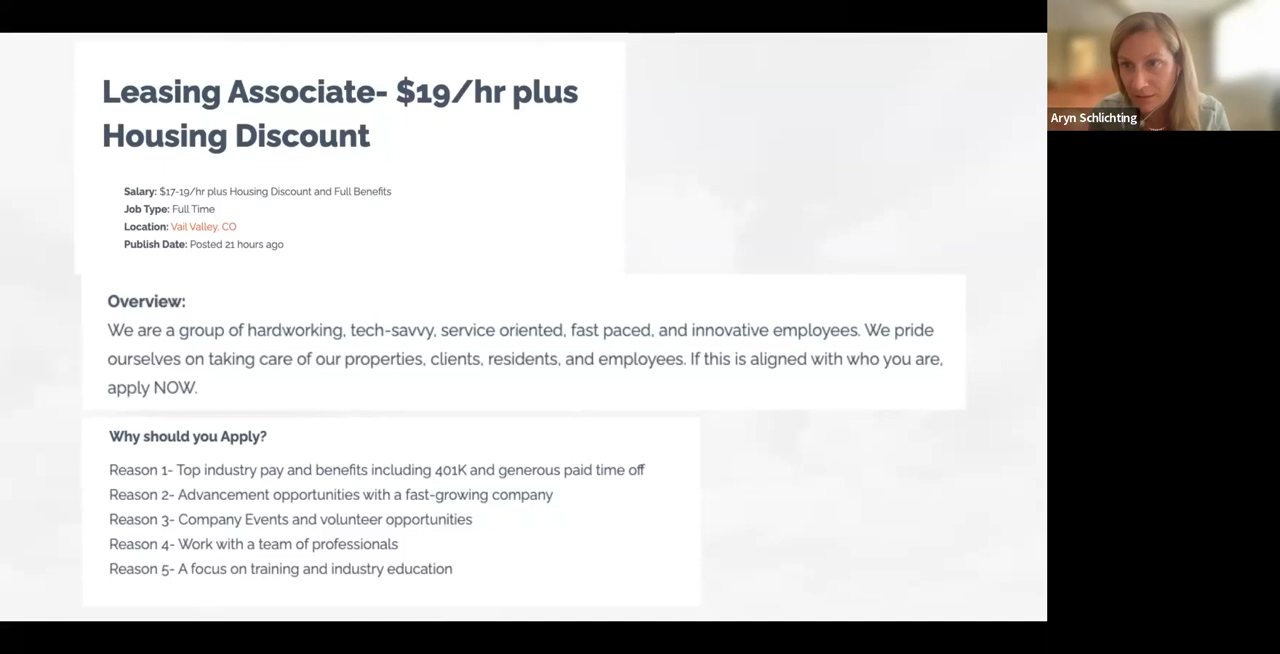 Leasing Associate- $19/hr plus
Housing Discount
Salary: $17-19/hr plus Housing Discount and Full Benefits
Job Type: Full Time
Location: Vail Valley, CO
Publish Date: Posted 21 hours ago
Overview:
We are a group of hardworking, tech-savvy, service oriented, fast paced, and innovative employees. We pride
ourselves on taking care of our properties, clients, residents, and employees. If this is aligned with who you are,
apply NOW.
Why should you Apply?
Reason 1- Top industry pay and benefits including 401K and generous paid time off
Reason 2- Advancement opportunities with a fast-growing company
Reason 3- Company Events and volunteer opportunities
Reason 4- Work with a team of professionals
Reason 5- A focus on training and industry education
Aryn Schlichting